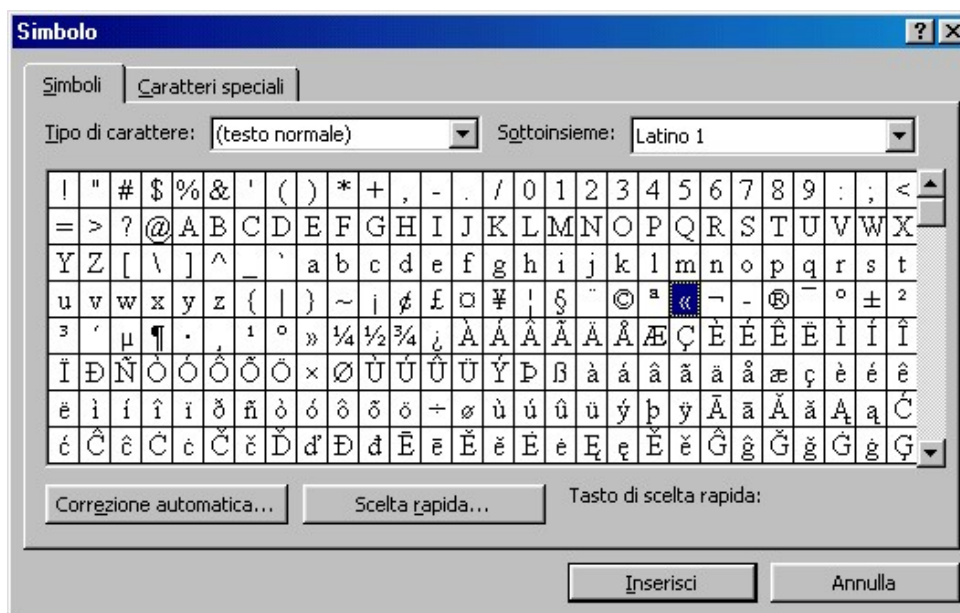 Simbolo
Simboli Caratteri speciali
Tipo di carattere: (testo normale) Sottoinsieme: Latino 1
! " # $ % & ' ( ) * + , - . / 0 1 2 3 4 5 6 7 8 9 : ; <
= > ? @ A B C D E F G H I J K L M N O P Q R S T U V W X
Y Z [ \ ] ^ _ ` a b c d e f g h i j k l m n o p q r s t
u v w x y z { | } ~ ¡ ¢ £ ¤ ¥ ¦ § ¨ © ª « ¬ - ® ¯ ° ± ²
³ ´ µ ¶ · ¸ ¹ º » ¼ ½ ¾ ¿ À Á Â Ã Ä Å Æ Ç È É Ê Ë Ì Í Î
Ï Ð Ñ Ò Ó Ô Õ Ö × Ø Ù Ú Û Ü Ý Þ ß à á â ã ä å æ ç è é ê
ë ì í î ï ð ñ ò ó ô õ ö ÷ ø ù ú û ü ý þ ÿ Ā ā Ă ă Ą ą Ć
ć Ĉ ĉ Ċ ċ Č č Ď ď Đ đ Ē ē Ĕ ĕ Ė ė Ę ę Ě ě Ĝ ĝ Ğ ğ Ġ ġ Ģ
Correzione automatica... Scelta rapida... Tasto di scelta rapida:
Inserisci Annulla